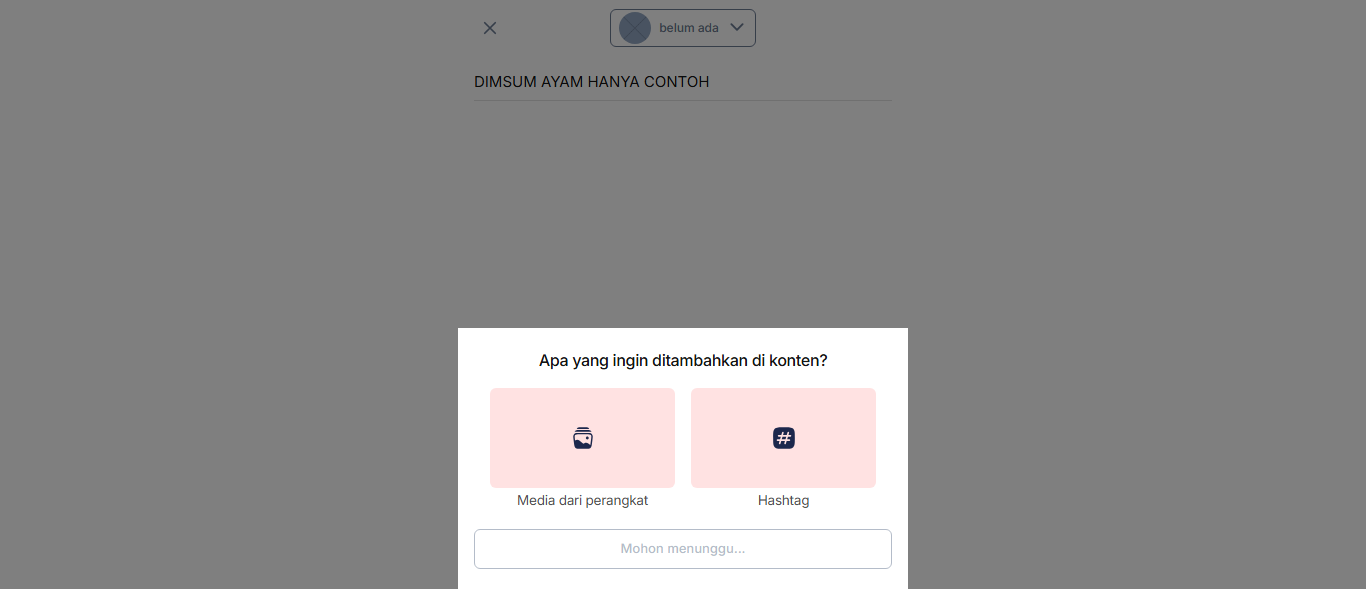 belum ada
DIMSUM AYAM HANYA CONTOH
Apa yang ingin ditambahkan di konten?
#
Media dari perangkat
Hashtag
Mohon menunggu...